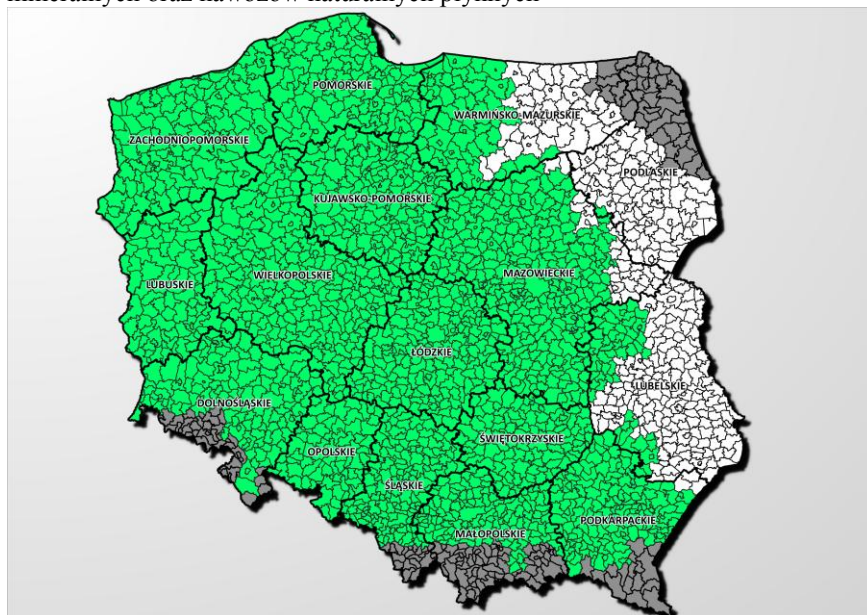 mineralnych oraz nawozów naturalnych płynnych
POMORSKIE
WARMIŃSKO-MAZURSKIE
ZACHODNIOPOMORSKIE
PODLASKIE
KUJAWSKO-POMORSKIE
MAZOWIECKIE
WIELKOPOLSKIE
LUBUSKIE
ŁÓDZKIE
LUBELSKIE
DOLNOŚLĄSKIE
ŚWIĘTOKRZYSKIE
OPOLSKIE
ŚLĄSKIE
PODKARPACKIE
MAŁOPOLSKIE